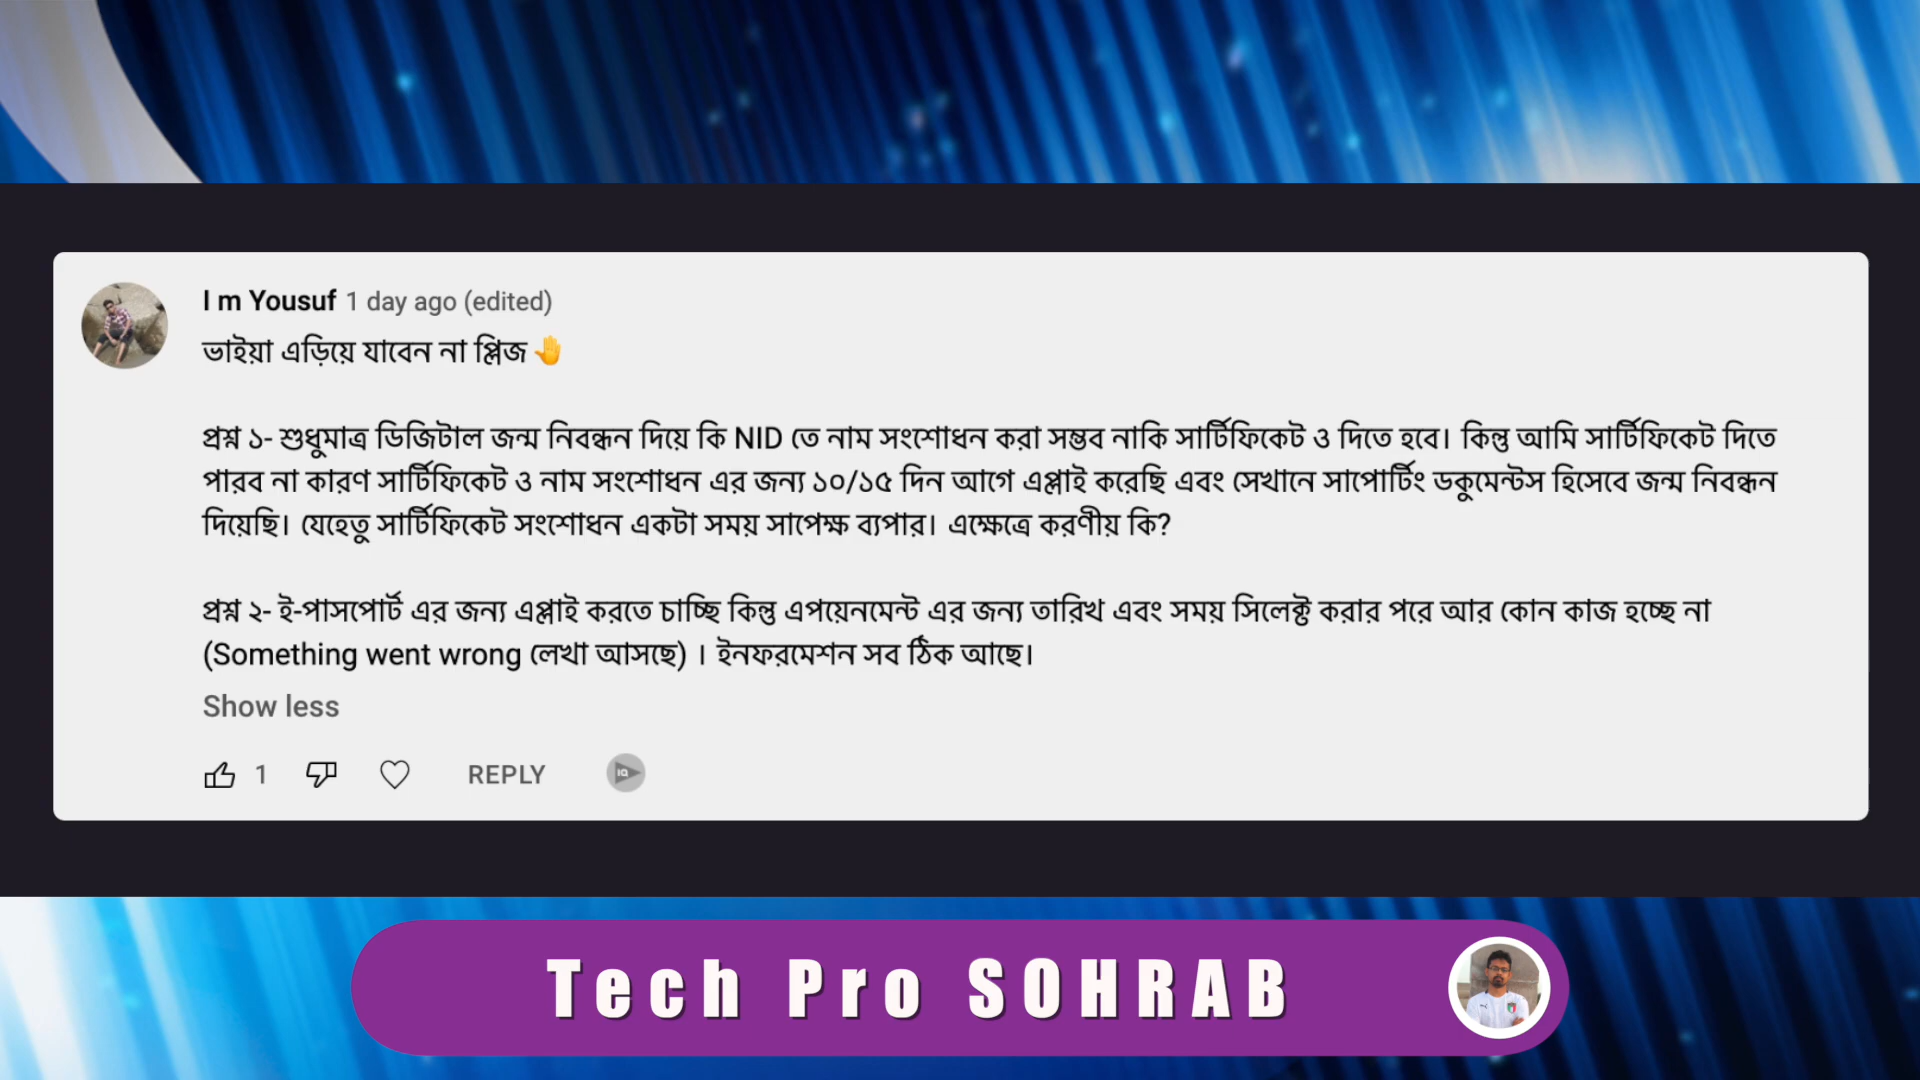 I m Yousuf 1 day ago (edited)
ভাইয়া এড়িয়ে যাবেন না প্লিজ🤚
প্রশ্ন ১- শুধুমাত্র ডিজিটাল জন্ম নিবন্ধন দিয়ে কি NID তে নাম সংশোধন করা সম্ভব নাকি সার্টিফিকেট ও দিতে হবে। কিন্তু আমি সার্টিফিকেট দিতে
পারব না কারণ সার্টিফিকেট ও নাম সংশোধন এর জন্য ১০/১৫ দিন আগে এপ্লাই করেছি এবং সেখানে সাপোর্টিং ডকুমেন্টস হিসেবে জন্ম নিবন্ধন
দিয়েছি। যেহেতু সার্টিফিকেট সংশোধন একটা সময় সাপেক্ষ ব্যপার। এক্ষেত্রে করণীয় কি?
প্রশ্ন ২- ই-পাসপোর্ট এর জন্য এপ্লাই করতে চাচ্ছি কিন্তু এপয়েনমেন্ট এর জন্য তারিখ এবং সময় সিলেক্ট করার পরে আর কোন কাজ হচ্ছে না
(Something went wrong লেখা আসছে) । ইনফরমেশন সব ঠিক আছে।
Show less
1 REPLY
Tech Pro SOHRAB